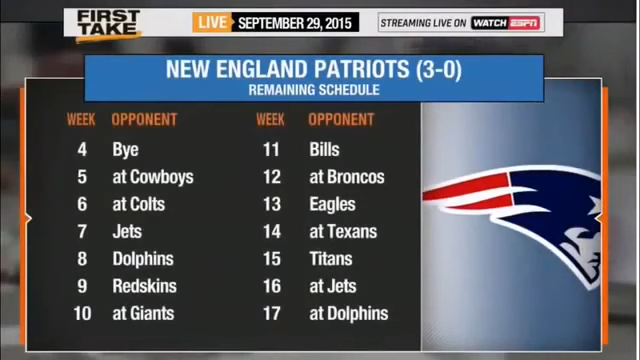 FIRST TAKE
LIVE SEPTEMBER 29, 2015
STREAMING LIVE ON WATCH ESPN
NEW ENGLAND PATRIOTS (3-0)
REMAINING SCHEDULE
WEEK OPPONENT
4 Bye
5 at Cowboys
6 at Colts
7 Jets
8 Dolphins
9 Redskins
10 at Giants
WEEK OPPONENT
11 Bills
12 at Broncos
13 Eagles
14 at Texans
15 Titans
16 at Jets
17 at Dolphins